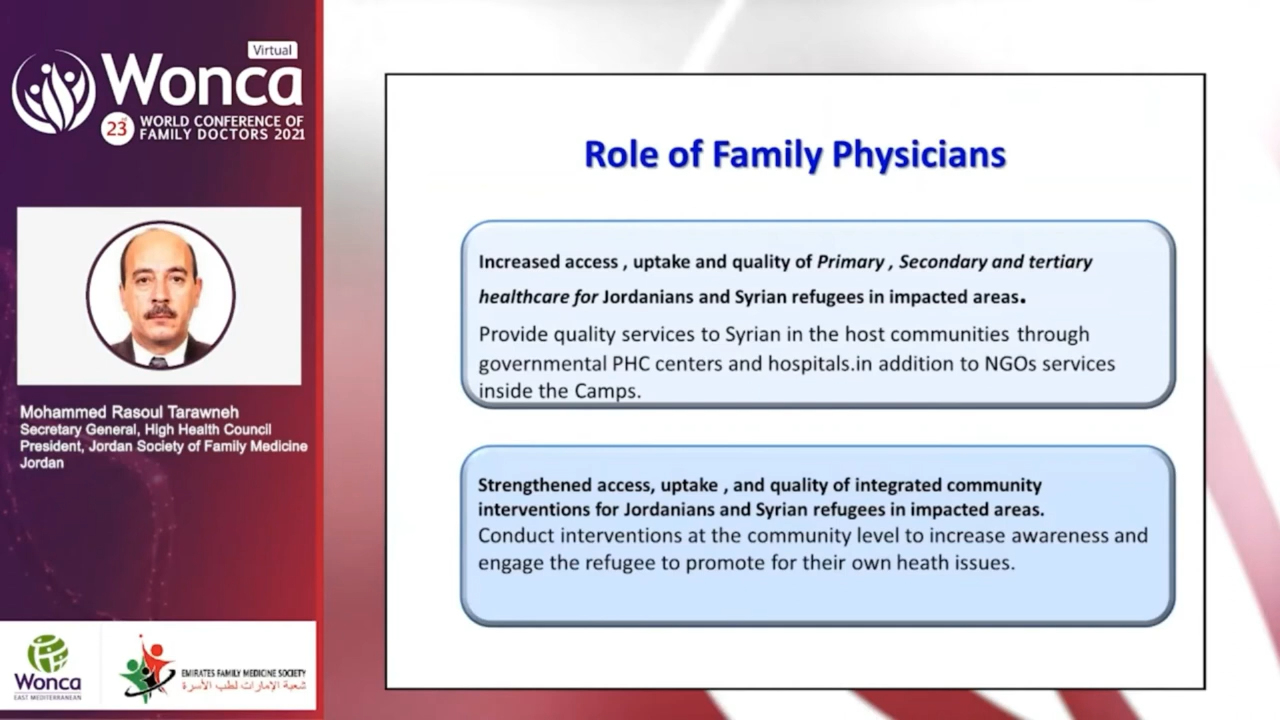 Virtual
Wonca
23
WORLD CONFERENCE OF
FAMILY DOCTORS 2021
Mohammed Rasoul Tarawneh
Secretary General, High Health Council
President, Jordan Society of Family Medicine
Jordan
Wonca
EAST MEDITERRANEAN
EMIRATES FAMILY MEDICINE SOCIETY
شعبة الإمارات لطب الأسرة
Role of Family Physicians
Increased access , uptake and quality of Primary , Secondary and tertiary
healthcare for Jordanians and Syrian refugees in impacted areas.
Provide quality services to Syrian in the host communities through
governmental PHC centers and hospitals.in addition to NGOs services
inside the Camps.
Strengthened access, uptake , and quality of integrated community
interventions for Jordanians and Syrian refugees in impacted areas.
Conduct interventions at the community level to increase awareness and
engage the refugee to promote for their own heath issues.